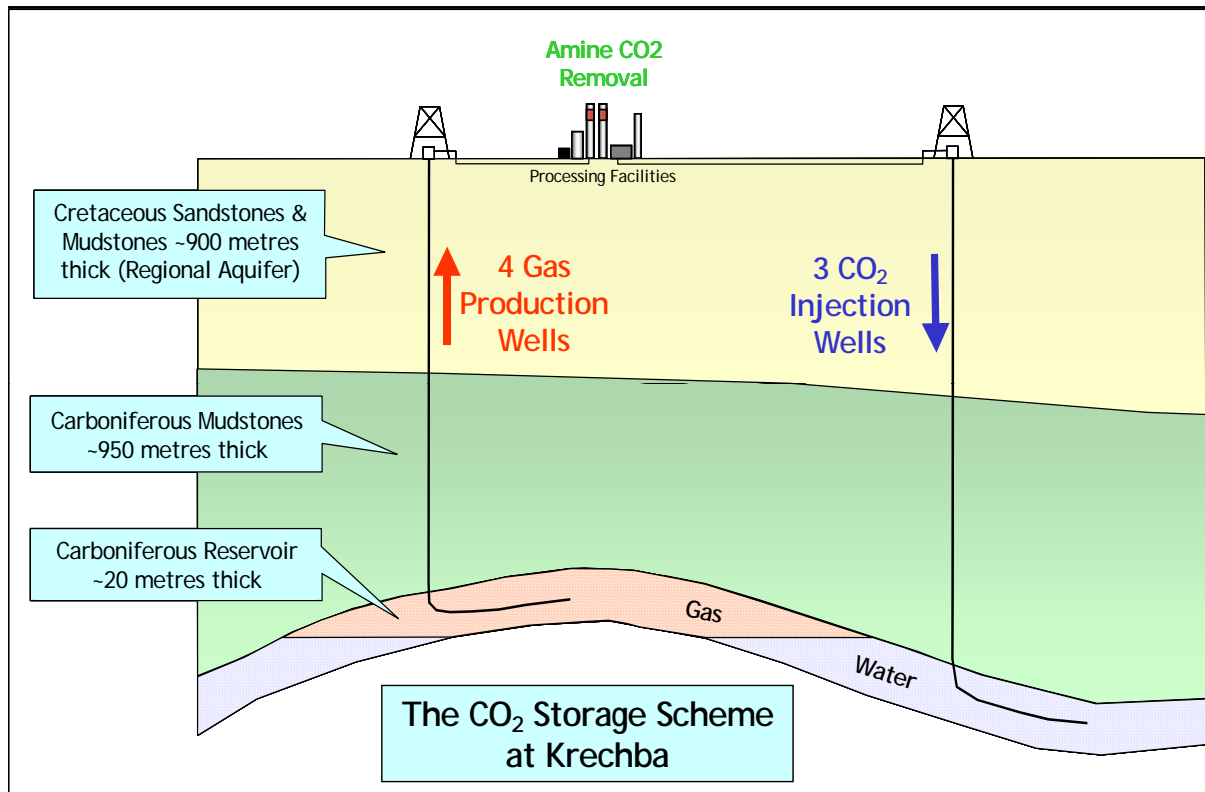 Amine CO2
Removal
Processing Facilities
Cretaceous Sandstones &
Mudstones ~900 metres
thick (Regional Aquifer)
4 Gas
Production
Wells
3 CO₂
Injection
Wells
Carboniferous Mudstones
~950 metres thick
Carboniferous Reservoir
~20 metres thick
Gas
Water
The CO₂ Storage Scheme
at Krechba